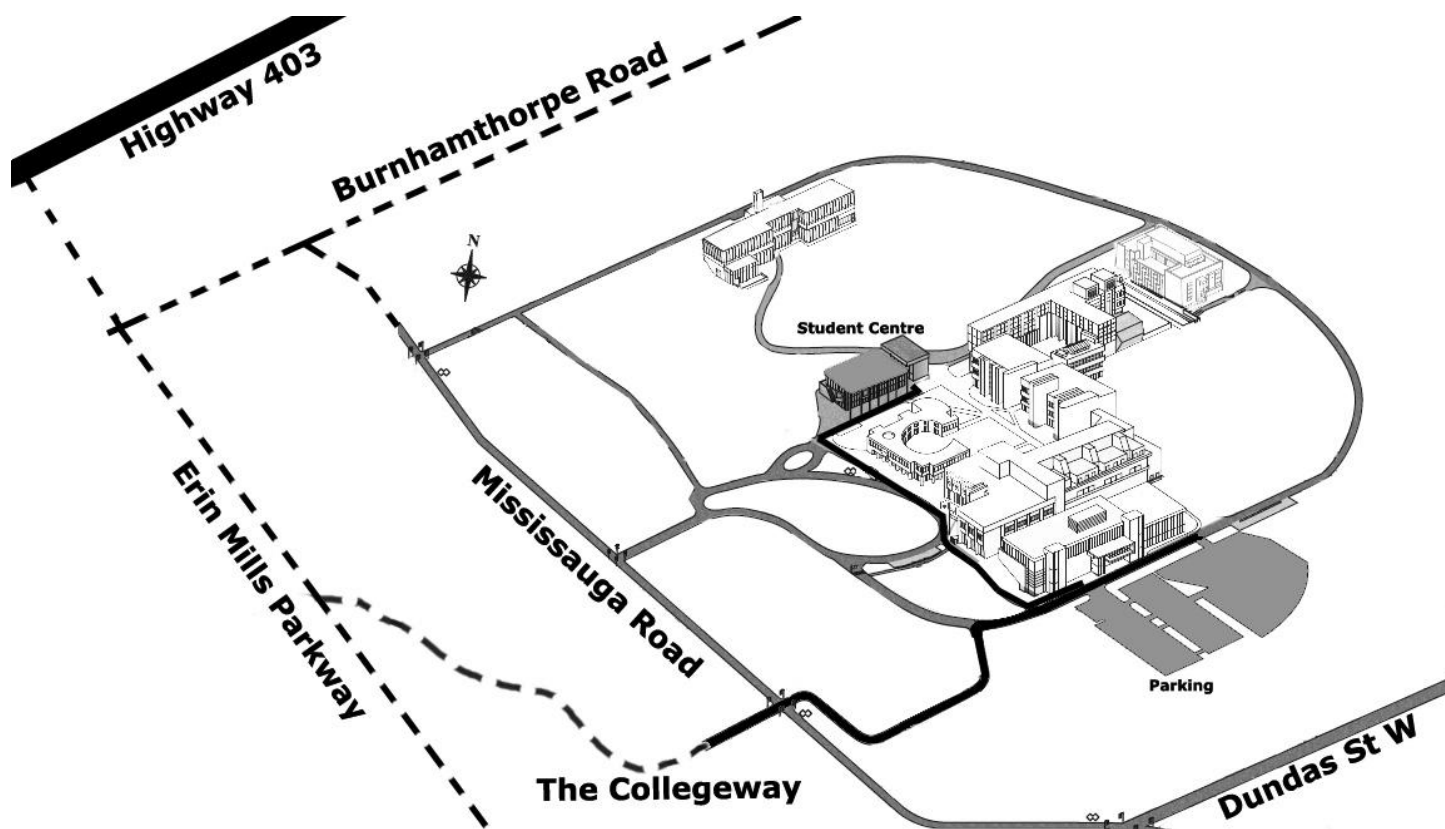 Highway 403
Burnhamthorpe Road
N
Student Centre
Erin Mills Parkway
Mississauga Road
Parking
The Collegeway
Dundas St W